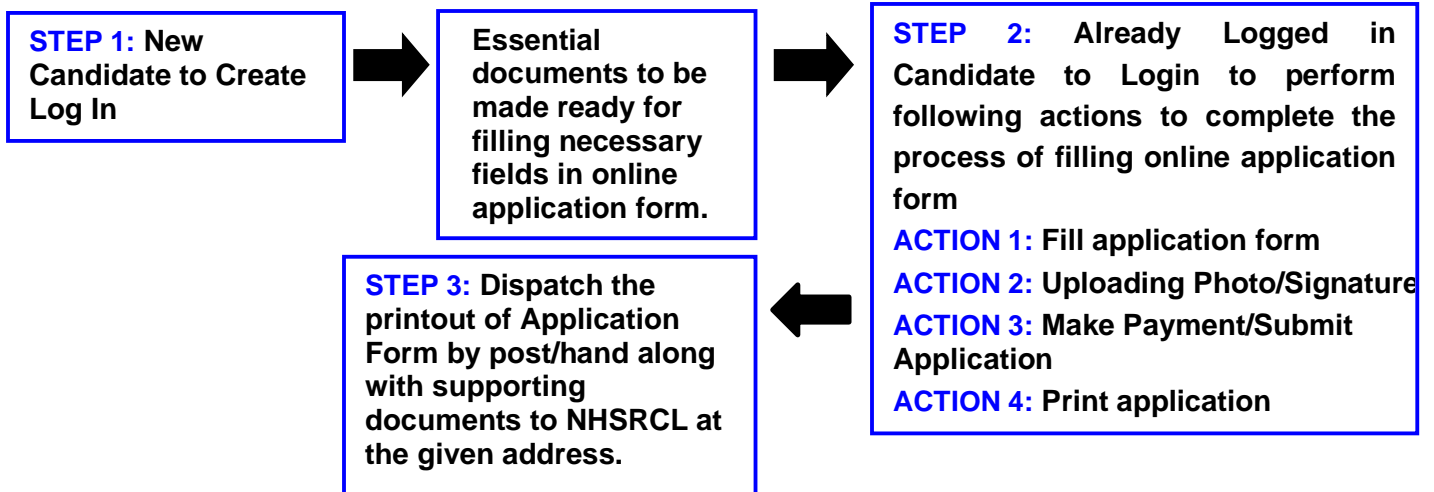 STEP 1: New
Candidate to Create
Log In
Essential
documents to be
made ready for
filling necessary
fields in online
application form.
STEP 2: Already Logged in
Candidate to Login to perform
following actions to complete the
process of filling online application
form
ACTION 1: Fill application form
ACTION 2: Uploading Photo/Signature
ACTION 3: Make Payment/Submit
Application
ACTION 4: Print application
STEP 3: Dispatch the
printout of Application
Form by post/hand along
with supporting
documents to NHSRCL at
the given address.